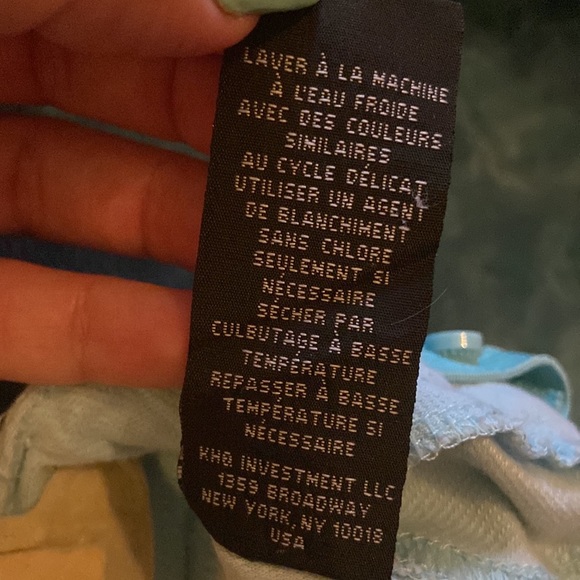 LAVER À LA MACHINE
À L'EAU FROIDE
AVEC DES COULEURS
SIMILAIRES
AU CYCLE DÉLICAT
UTILISER UN AGENT
DE BLANCHIMENT
SANS CHLORE
SEULEMENT SI
NÉCESSAIRE
SÉCHER PAR
CULBUTAGE À BASSE
TEMPÉRATURE
REPASSER À BASSE
TEMPÉRATURE SI
NÉCESSAIRE
KHQ INVESTMENT LLC
1359 BROADWAY
NEW YORK, NY 10018
USA